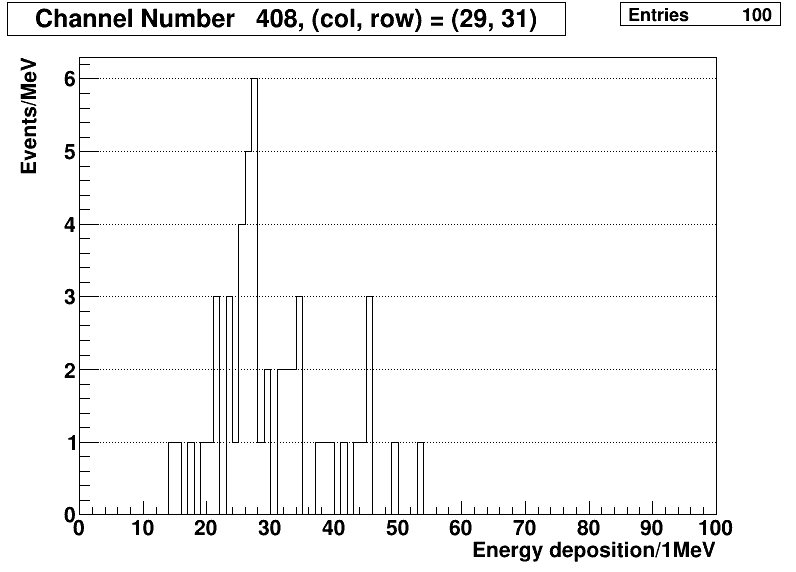 Channel Number 408, (col, row) = (29, 31)
Entries 100
Events/MeV
6
5
4
3
2
1
0
0 10 20 30 40 50 60 70 80 90 100
Energy deposition/1MeV